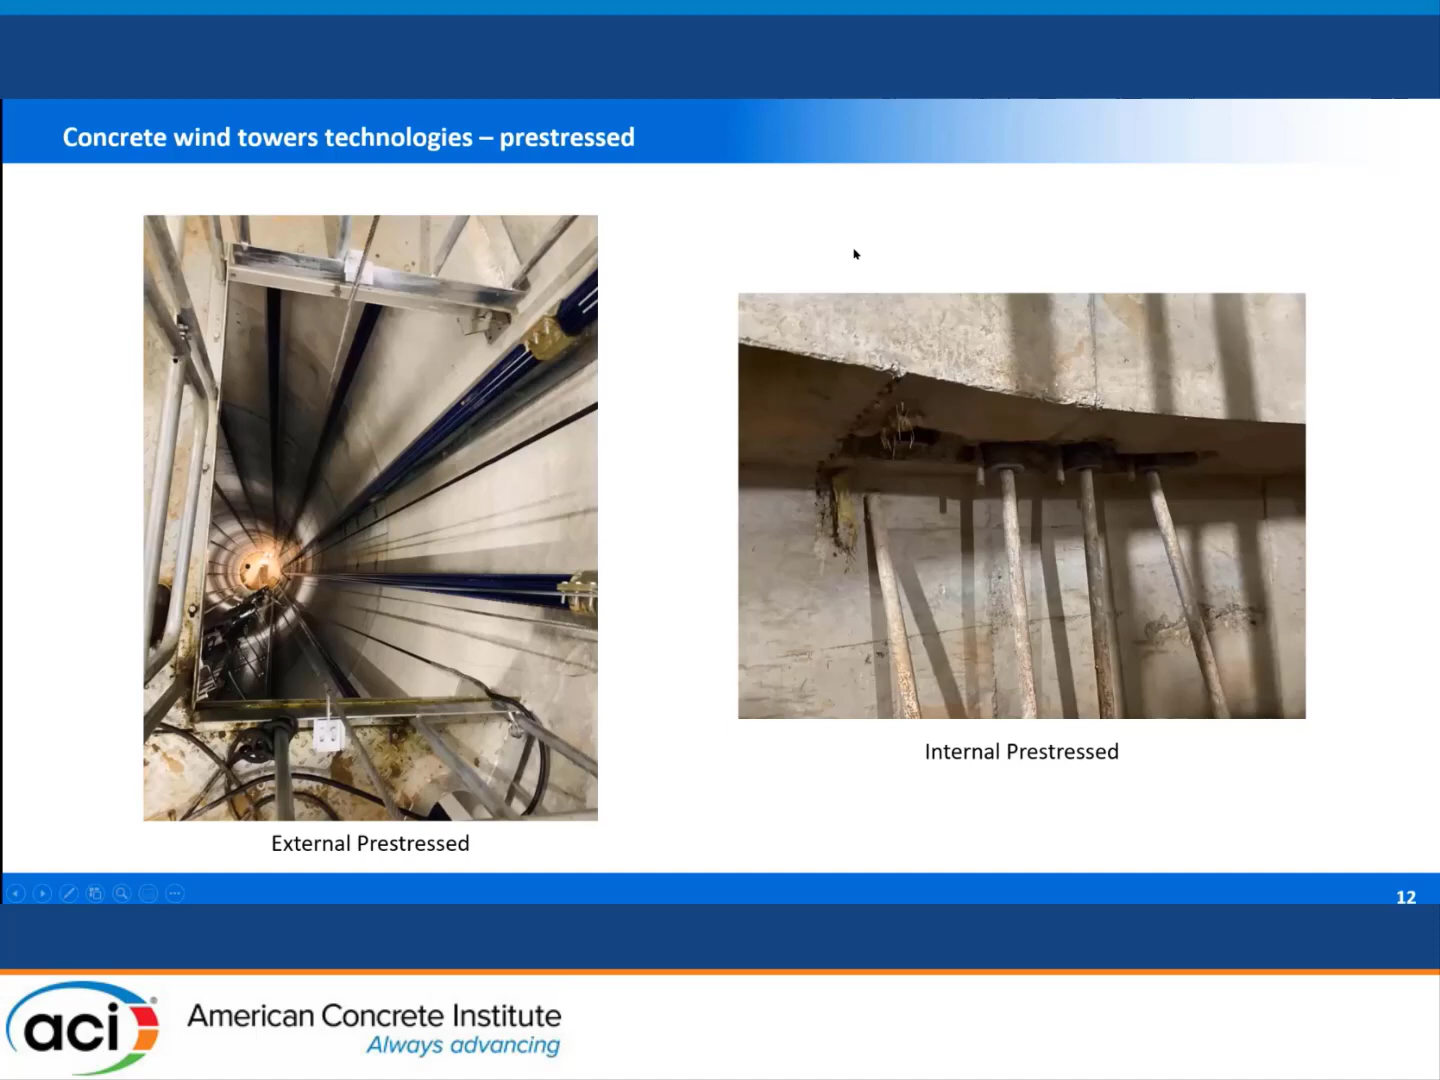 Concrete wind towers technologies – prestressed
External Prestressed
Internal Prestressed
12
aci
American Concrete Institute
Always advancing